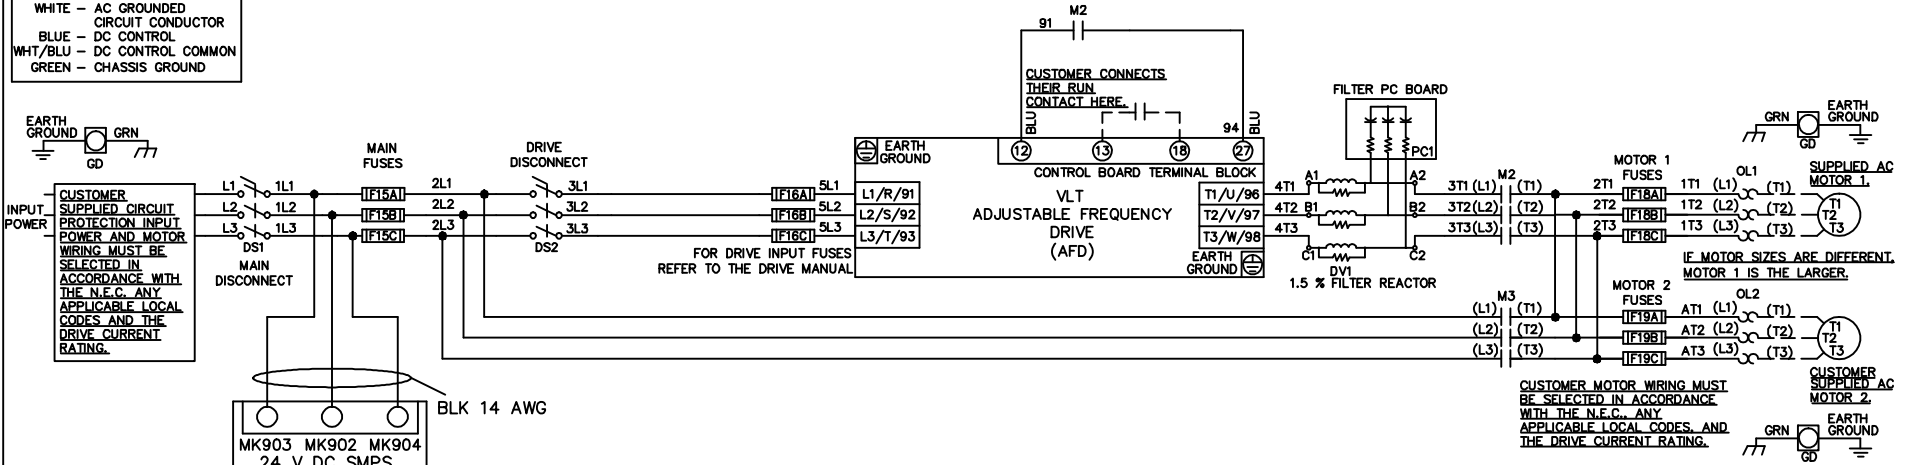 WHITE – AC GROUNDED
CIRCUIT CONDUCTOR
BLUE – DC CONTROL
WHT/BLU – DC CONTROL COMMON
GREEN – CHASSIS GROUND
EARTH
GROUND
GRN
GD
INPUT
POWER
CUSTOMER
SUPPLIED CIRCUIT
PROTECTION INPUT
POWER AND MOTOR
WIRING MUST BE
SELECTED IN
ACCORDANCE WITH
THE N.E.C. ANY
APPLICABLE LOCAL
CODES AND THE
DRIVE CURRENT
RATING.
L1
L2
L3
1L1
1L2
1L3
DS1
MAIN
DISCONNECT
MAIN
FUSES
F15A
F15B
F15C
2L1
2L2
2L3
DRIVE
DISCONNECT
3L1
3L2
3L3
DS2
F16A
F16B
F16C
5L1
5L2
5L3
FOR DRIVE INPUT FUSES
REFER TO THE DRIVE MANUAL
MK903 MK902 MK904
24 V DC SMPS
BLK 14 AWG
91
M2
CUSTOMER CONNECTS
THEIR RUN
CONTACT HERE.
BLU
94
BLU
12
13
18
27
CONTROL BOARD TERMINAL BLOCK
EARTH
GROUND
L1/R/91
L2/S/92
L3/T/93
VLT
ADJUSTABLE FREQUENCY
DRIVE
(AFD)
T1/U/96
T2/V/97
T3/W/98
EARTH
GROUND
4T1
4T2
4T3
FILTER PC BOARD
PC1
A1
A2
B1
B2
C1
C2
DV1
1.5 % FILTER REACTOR
3T1 (L1)
3T2(L2)
3T3(L3)
M2
(T1)
(T2)
(T3)
2T1
2T2
2T3
MOTOR 1
FUSES
F18A
F18B
F18C
1T1 (L1)
1T2 (L2)
1T3 (L3)
OL1
(T1)
(T2)
(T3)
T1
T2
T3
GRN
GD
EARTH
GROUND
SUPPLIED AC
MOTOR 1.
IF MOTOR SIZES ARE DIFFERENT,
MOTOR 1 IS THE LARGER.
M3
(L1)
(L2)
(L3)
(T1)
(T2)
(T3)
MOTOR 2
FUSES
F19A
F19B
F19C
AT1 (L1)
AT2 (L2)
AT3 (L3)
OL2
(T1)
(T2)
(T3)
T1
T2
T3
CUSTOMER
SUPPLIED AC
MOTOR 2.
CUSTOMER MOTOR WIRING MUST
BE SELECTED IN ACCORDANCE
WITH THE N.E.C., ANY
APPLICABLE LOCAL CODES, AND
THE DRIVE CURRENT RATING.
GRN
GD
EARTH
GROUND